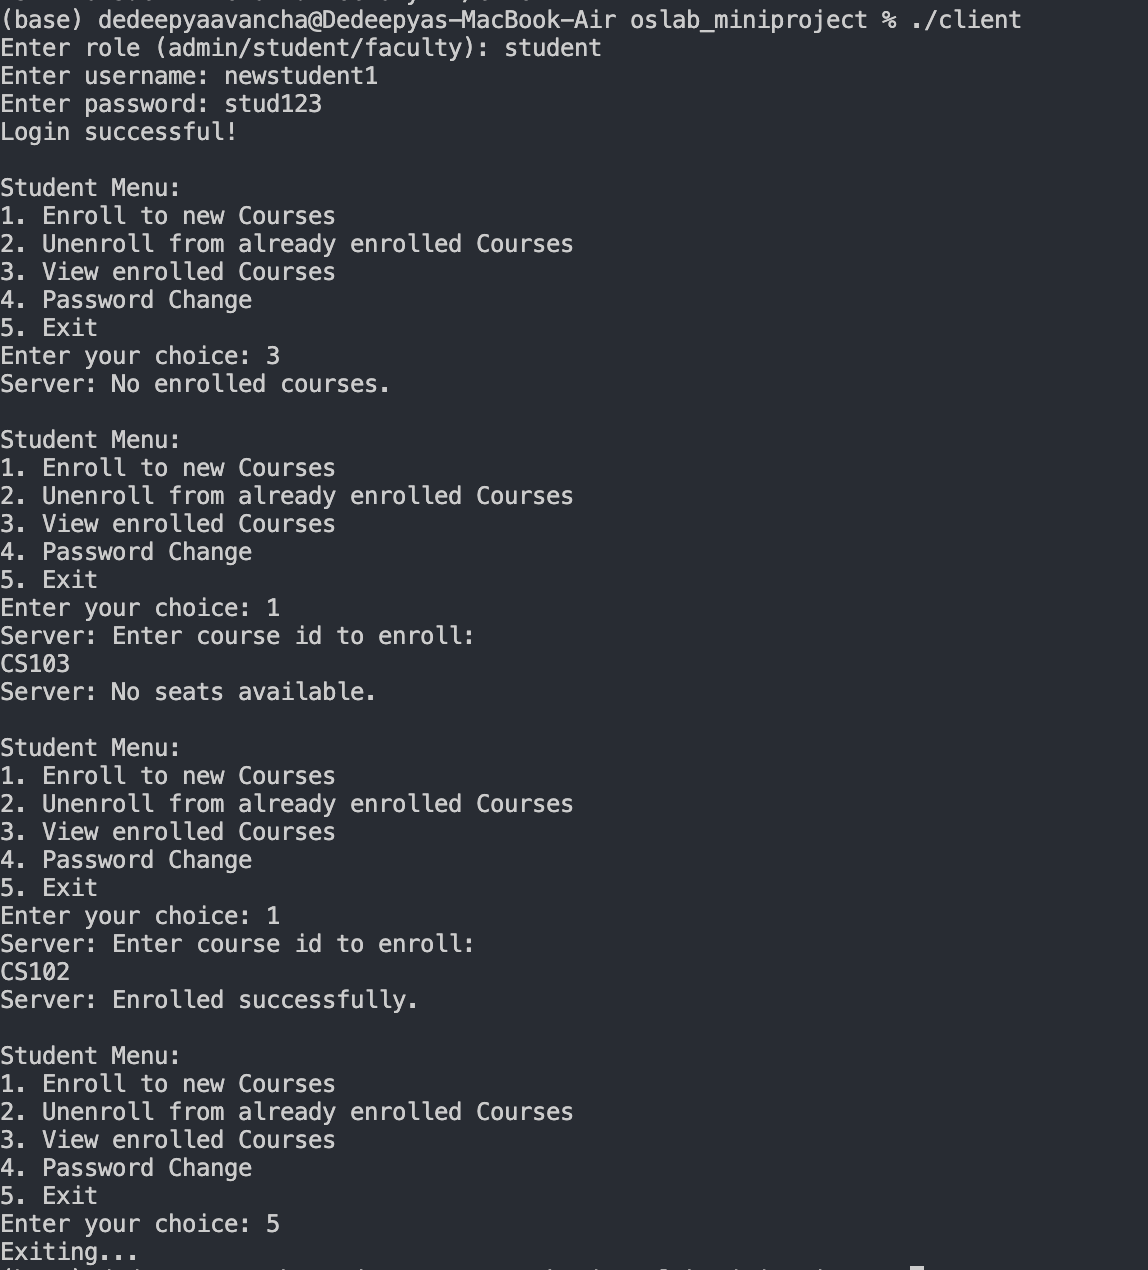 (base) dedeepyaavancha@Dedeepyas-MacBook-Air oslab_miniproject % ./client
Enter role (admin/student/faculty): student
Enter username: newstudent1
Enter password: stud123
Login successful!
Student Menu:
1. Enroll to new Courses
2. Unenroll from already enrolled Courses
3. View enrolled Courses
4. Password Change
5. Exit
Enter your choice: 3
Server: No enrolled courses.
Student Menu:
1. Enroll to new Courses
2. Unenroll from already enrolled Courses
3. View enrolled Courses
4. Password Change
5. Exit
Enter your choice: 1
Server: Enter course id to enroll:
CS103
Server: No seats available.
Student Menu:
1. Enroll to new Courses
2. Unenroll from already enrolled Courses
3. View enrolled Courses
4. Password Change
5. Exit
Enter your choice: 1
Server: Enter course id to enroll:
CS102
Server: Enrolled successfully.
Student Menu:
1. Enroll to new Courses
2. Unenroll from already enrolled Courses
3. View enrolled Courses
4. Password Change
5. Exit
Enter your choice: 5
Exiting...